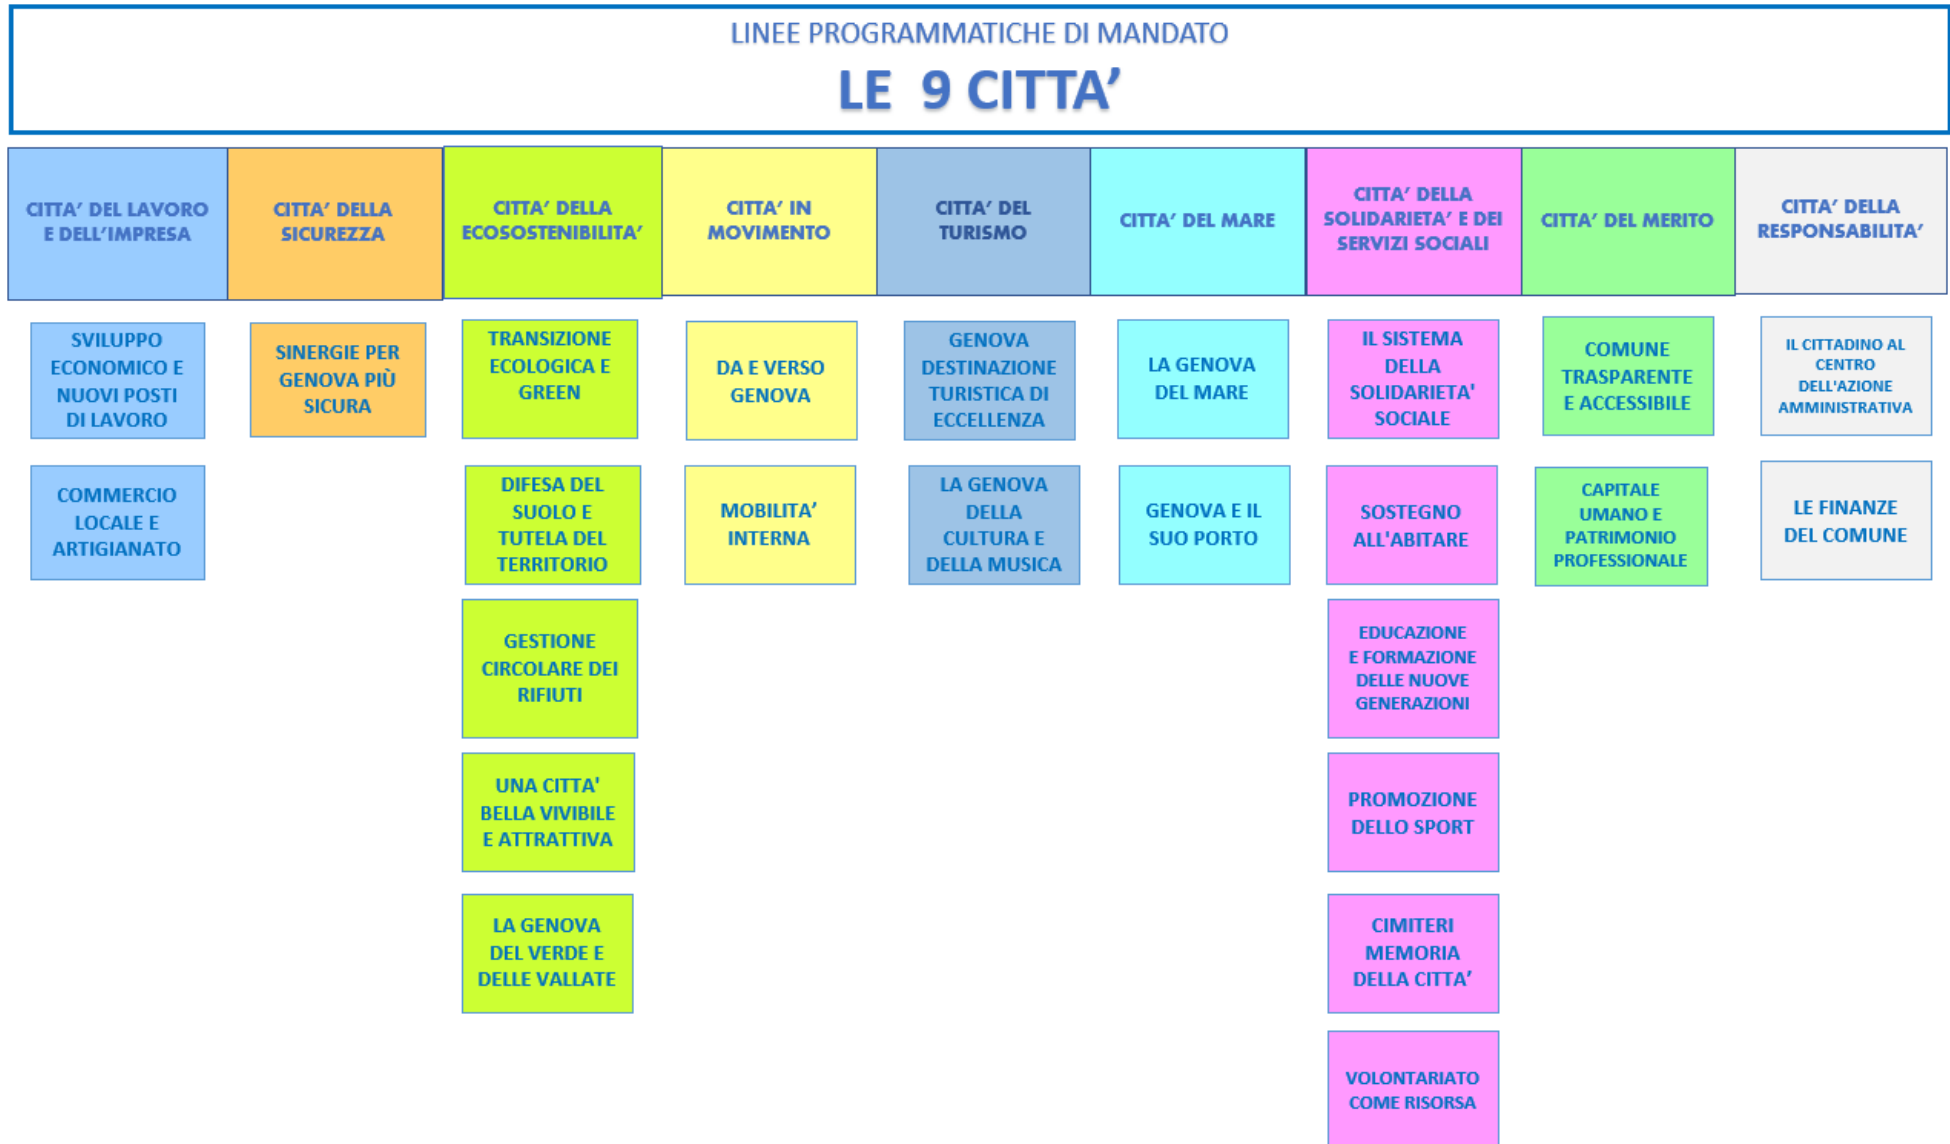 LINEE PROGRAMMATICHE DI MANDATO
LE 9 CITTA’
CITTA’ DEL LAVORO
E DELL’IMPRESA
CITTA’ DELLA
SICUREZZA
CITTA’ DELLA
ECOSOSTENIBILITA’
CITTA’ IN
MOVIMENTO
CITTA’ DEL
TURISMO
CITTA’ DEL MARE
CITTA’ DELLA
SOLIDARIETA’ E DEI
SERVIZI SOCIALI
CITTA’ DEL MERITO
CITTA’ DELLA
RESPONSABILITA’
SVILUPPO
ECONOMICO E
NUOVI POSTI
DI LAVORO
SINERGIE PER
GENOVA PIÙ
SICURA
TRANSIZIONE
ECOLOGICA E
GREEN
DA E VERSO
GENOVA
GENOVA
DESTINAZIONE
TURISTICA DI
ECCELLENZA
LA GENOVA
DEL MARE
IL SISTEMA
DELLA
SOLIDARIETA'
SOCIALE
COMUNE
TRASPARENTE
E ACCESSIBILE
IL CITTADINO AL
CENTRO
DELL'AZIONE
AMMINISTRATIVA
COMMERCIO
LOCALE E
ARTIGIANATO
DIFESA DEL
SUOLO E
TUTELA DEL
TERRITORIO
MOBILITA’
INTERNA
LA GENOVA
DELLA
CULTURA E
DELLA MUSICA
GENOVA E IL
SUO PORTO
SOSTEGNO
ALL'ABITARE
CAPITALE
UMANO E
PATRIMONIO
PROFESSIONALE
LE FINANZE
DEL COMUNE
GESTIONE
CIRCOLARE DEI
RIFIUTI
EDUCAZIONE
E FORMAZIONE
DELLE NUOVE
GENERAZIONI
UNA CITTA'
BELLA VIVIBILE
E ATTRATTIVA
PROMOZIONE
DELLO SPORT
LA GENOVA
DEL VERDE E
DELLE VALLATE
CIMITERI
MEMORIA
DELLA CITTA’
VOLONTARIATO
COME RISORSA